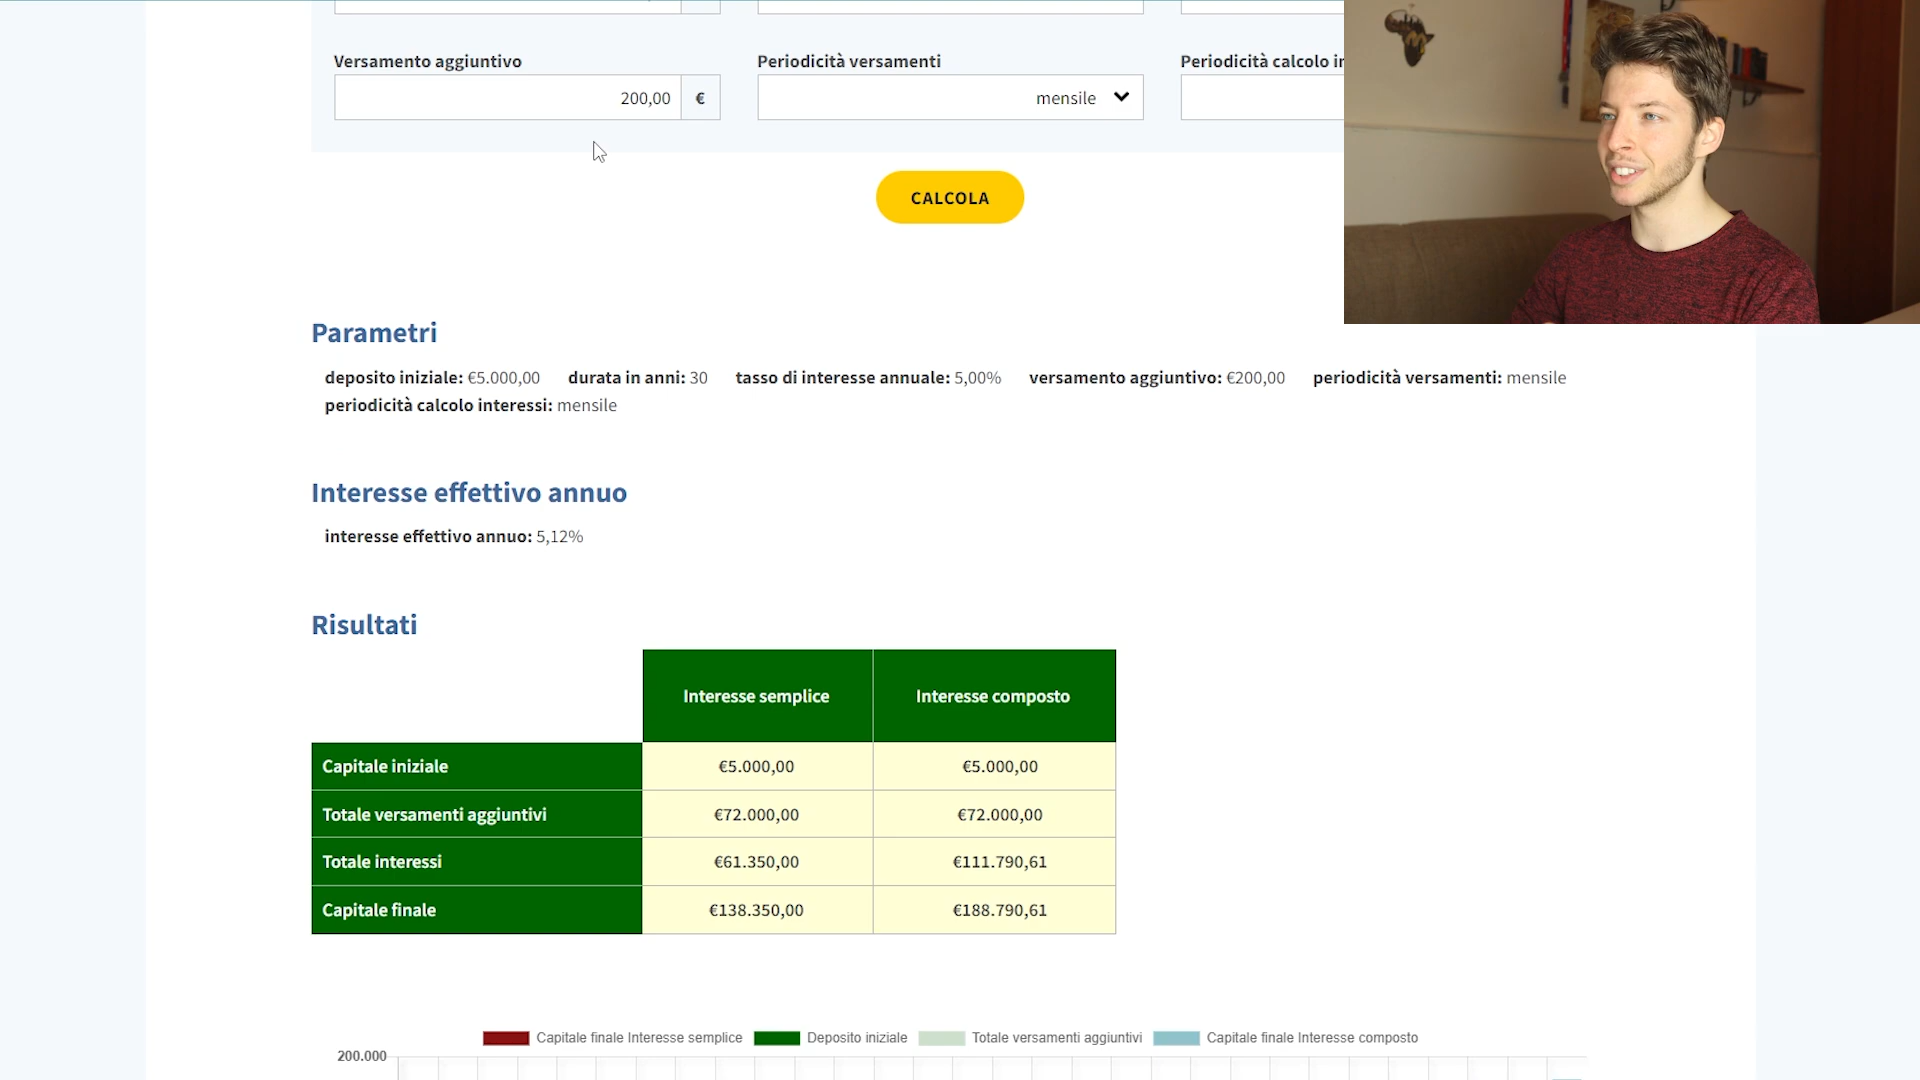 Versamento aggiuntivo
Periodicità versamenti
Periodicità calcolo
200,00 €
mensile
CALCOLA
Parametri
deposito iniziale: €5.000,00 durata in anni: 30 tasso di interesse annuale: 5,00% versamento aggiuntivo: €200,00 periodicità versamenti: mensile
periodicità calcolo interessi: mensile
Interesse effettivo annuo
interesse effettivo annuo: 5,12%
Risultati
Interesse semplice Interesse composto
Capitale iniziale €5.000,00 €5.000,00
Totale versamenti aggiuntivi €72.000,00 €72.000,00
Totale interessi €61.350,00 €111.790,61
Capitale finale €138.350,00 €188.790,61
Capitale finale Interesse semplice Deposito iniziale Totale versamenti aggiuntivi Capitale finale Interesse composto
200.000